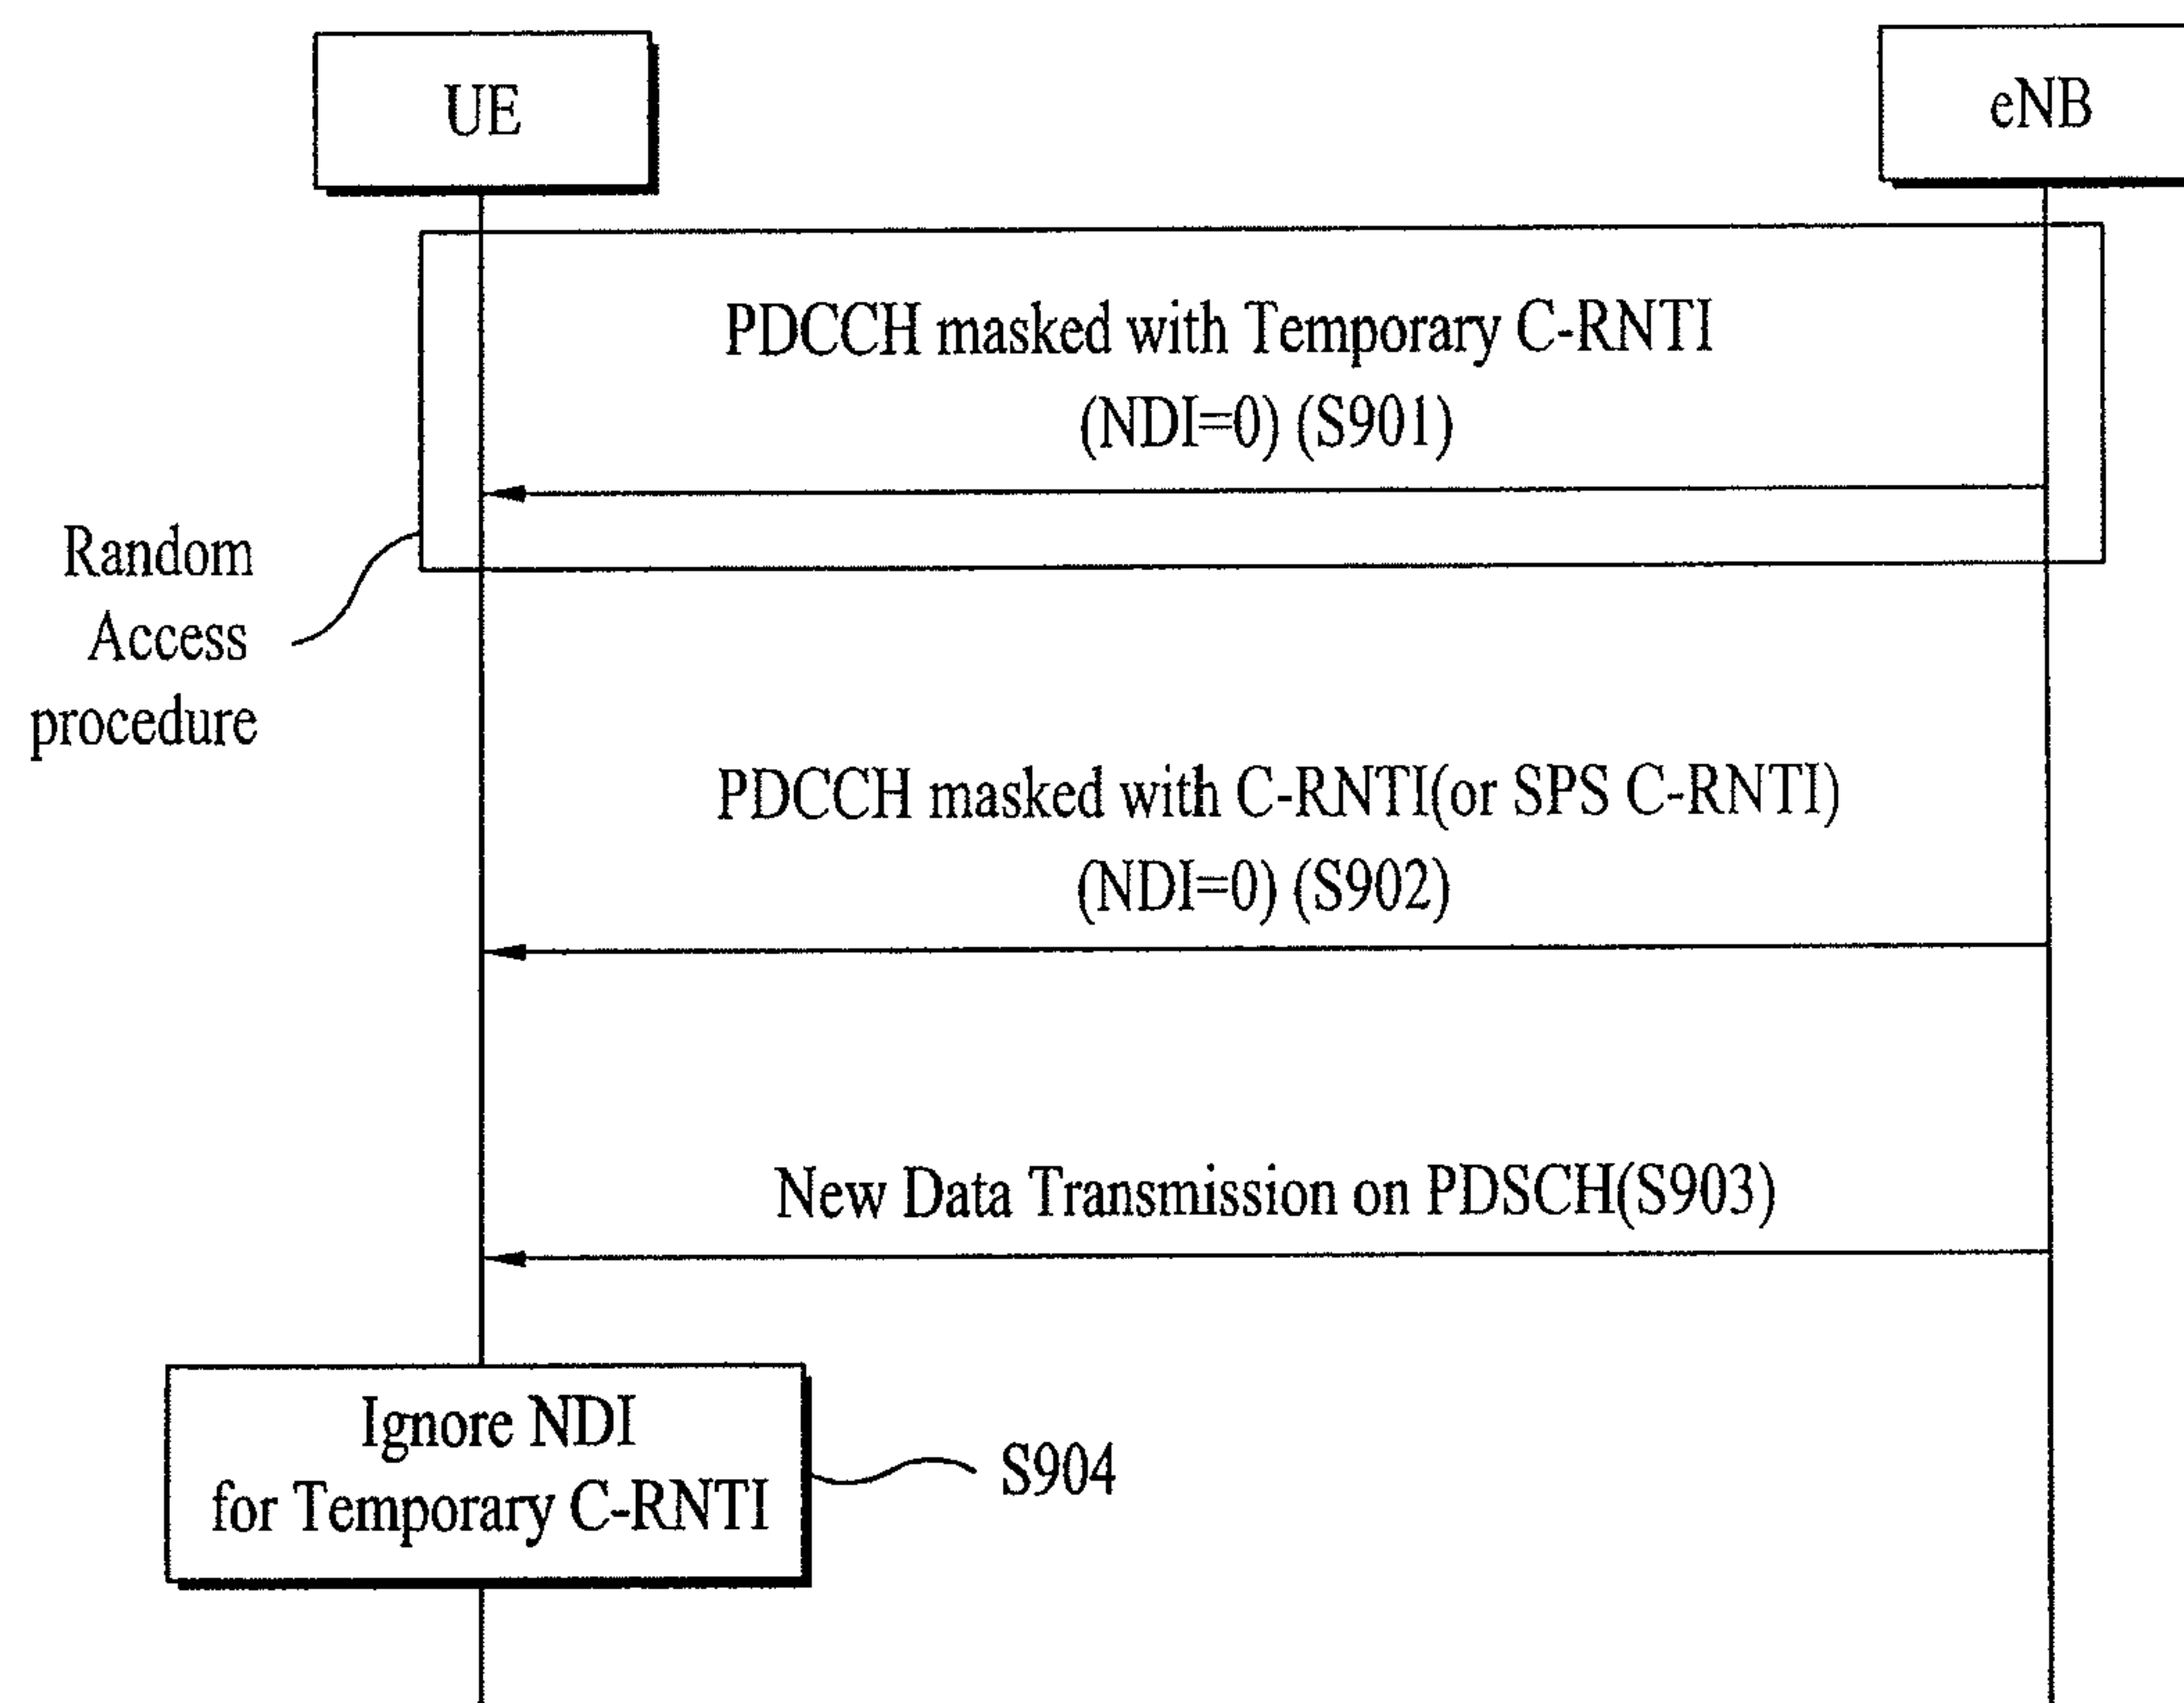 UE
eNB
PDCCH masked with Temporary C-RNTI
(NDI=0) (S901)
Random
Access
procedure
PDCCH masked with C-RNTI(or SPS C-RNTI)
(NDI=0) (S902)
New Data Transmission on PDSCH(S903)
Ignore NDI
for Temporary C-RNTI
S904